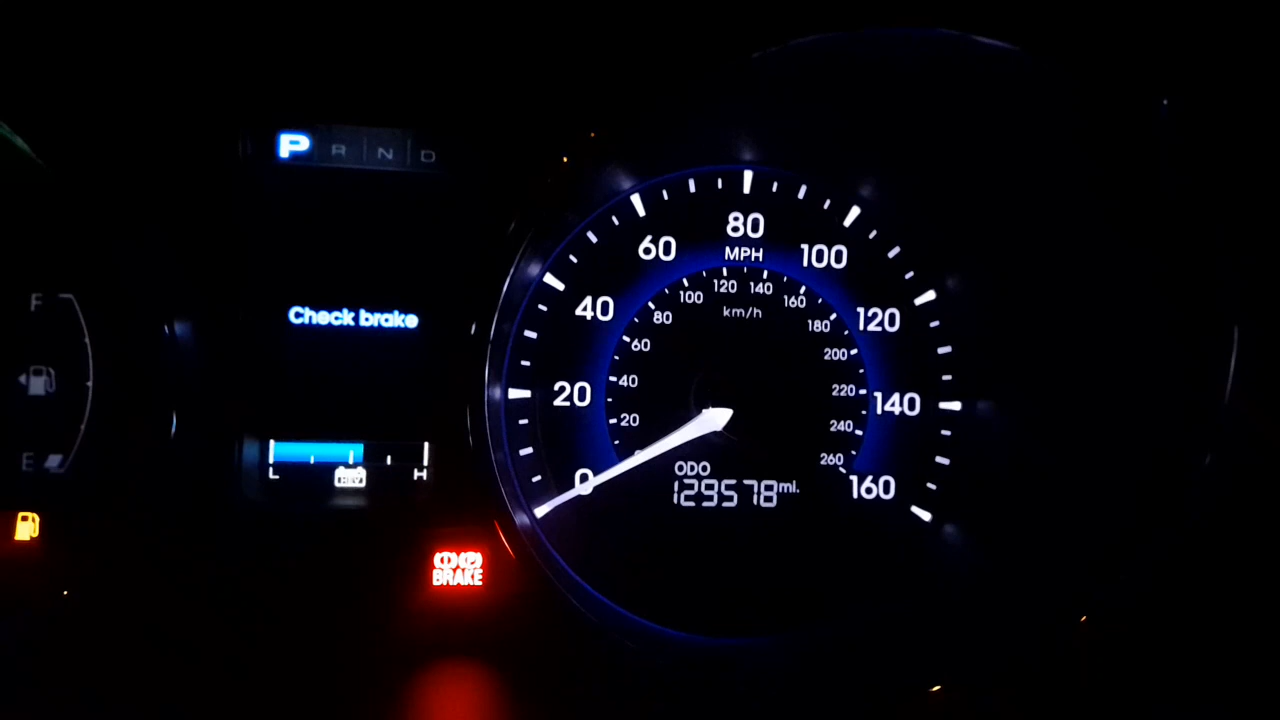 P R N D
Check brake
F
E
L H
HEV
BRAKE
0 20 40 60 80 100 120 140 160
MPH
20 40 60 80 100 120 140 160 180 200 220 240 260
km/h
ODO
129578 mi.